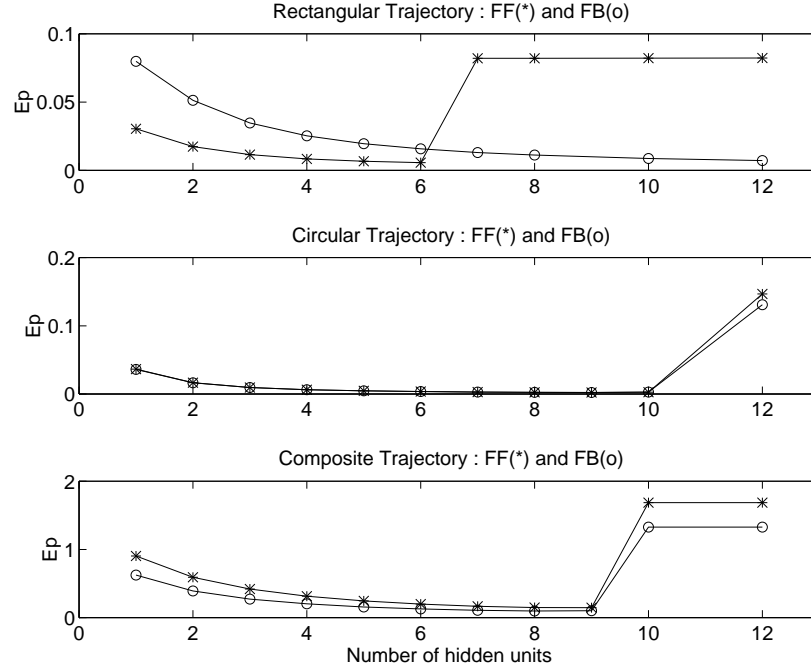 Rectangular Trajectory : FF(*) and FB(o)
0.1
0.05
0
Ep
0 2 4 6 8 10 12
Circular Trajectory : FF(*) and FB(o)
0.2
0.1
0
Ep
0 2 4 6 8 10 12
Composite Trajectory : FF(*) and FB(o)
2
1
0
Ep
0 2 4 6 8 10 12
Number of hidden units